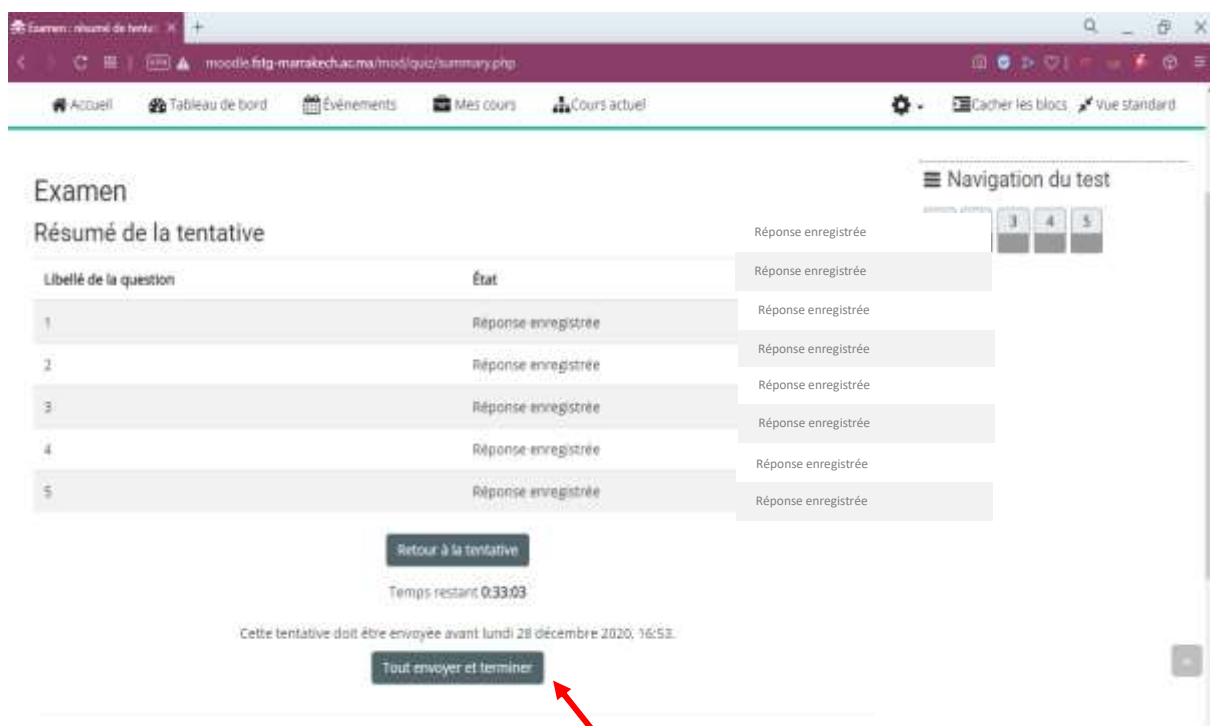 Examen : résumé de tenta
moodle.fstg-marrakech.ac.ma/mod/quiz/summary.php
Accueil Tableau de bord Évènements Mes cours Cours actuel Cacher les blocs Vue standard
Navigation du test
3 4 5
Examen
Résumé de la tentative
Libellé de la question État
1 Réponse enregistrée
2 Réponse enregistrée
3 Réponse enregistrée
4 Réponse enregistrée
5 Réponse enregistrée
Réponse enregistrée
Réponse enregistrée
Réponse enregistrée
Réponse enregistrée
Réponse enregistrée
Réponse enregistrée
Réponse enregistrée
Réponse enregistrée
Retour à la tentative
Temps restant 0:33:03
Cette tentative doit être envoyée avant lundi 28 décembre 2020, 16:53.
Tout envoyer et terminer